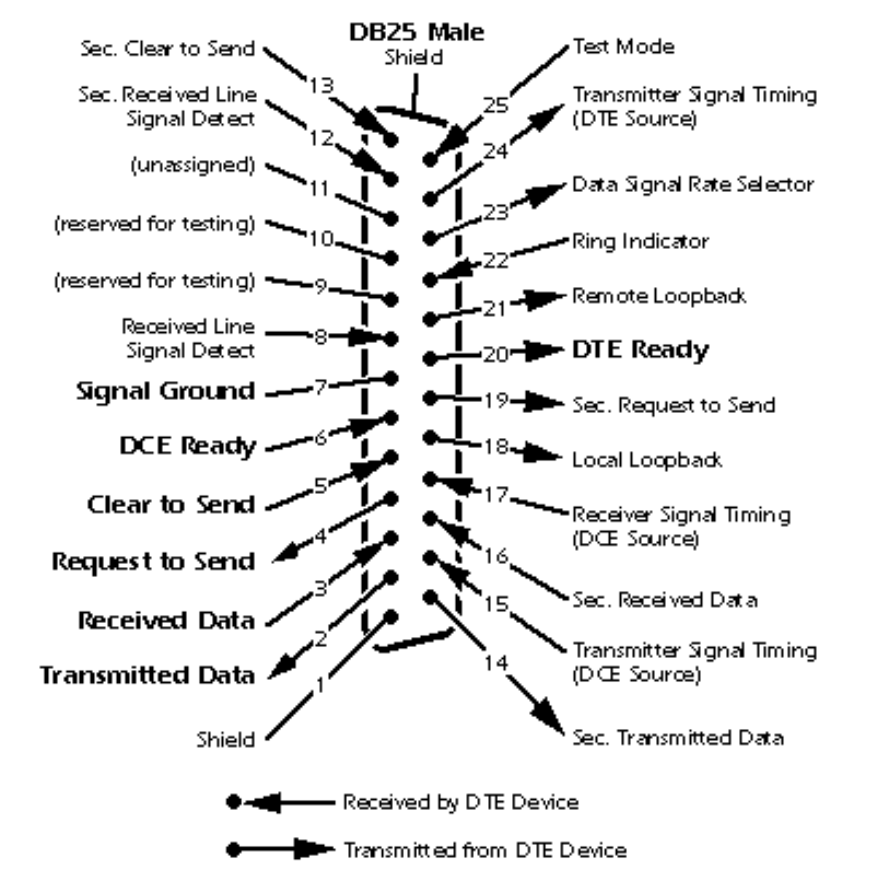 DB25 Male
Shield
Sec. Clear to Send
13
Sec. Received Line
Signal Detect
12
(unassigned)
11
(reserved for testing)
10
(reserved for testing)
9
Received Line
Signal Detect
8
Signal Ground
7
DCE Ready
6
Clear to Send
5
Request to Send
4
Received Data
3
Transmitted Data
2
Shield
1
Test Mode
25
Transmitter Signal Timing
(DTE Source)
24
Data Signal Rate Selector
23
Ring Indicator
22
Remote Loopback
21
DTE Ready
20
Sec. Request to Send
19
Local Loopback
18
Receiver Signal Timing
(DCE Source)
17
Sec. Received Data
16
Transmitter Signal Timing
(DCE Source)
15
Sec. Transmitted Data
14
Received by DTE Device
Transmitted from DTE Device